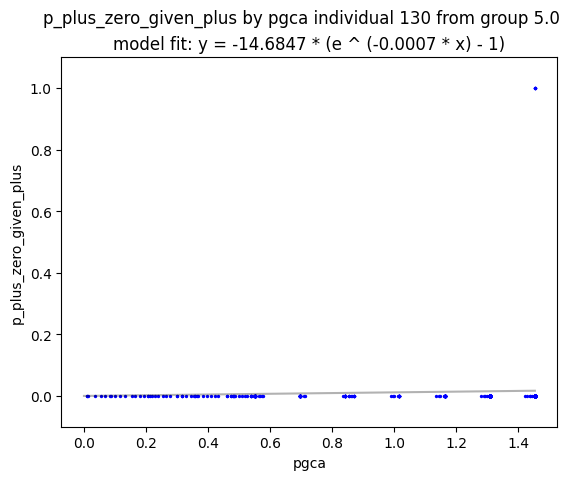 p_plus_zero_given_plus by pgca individual 130 from group 5.0
model fit: y = -14.6847 * (e ^ (-0.0007 * x) - 1)
p_plus_zero_given_plus
1.0
0.8
0.6
0.4
0.2
0.0
0.0 0.2 0.4 0.6 0.8 1.0 1.2 1.4
pgca